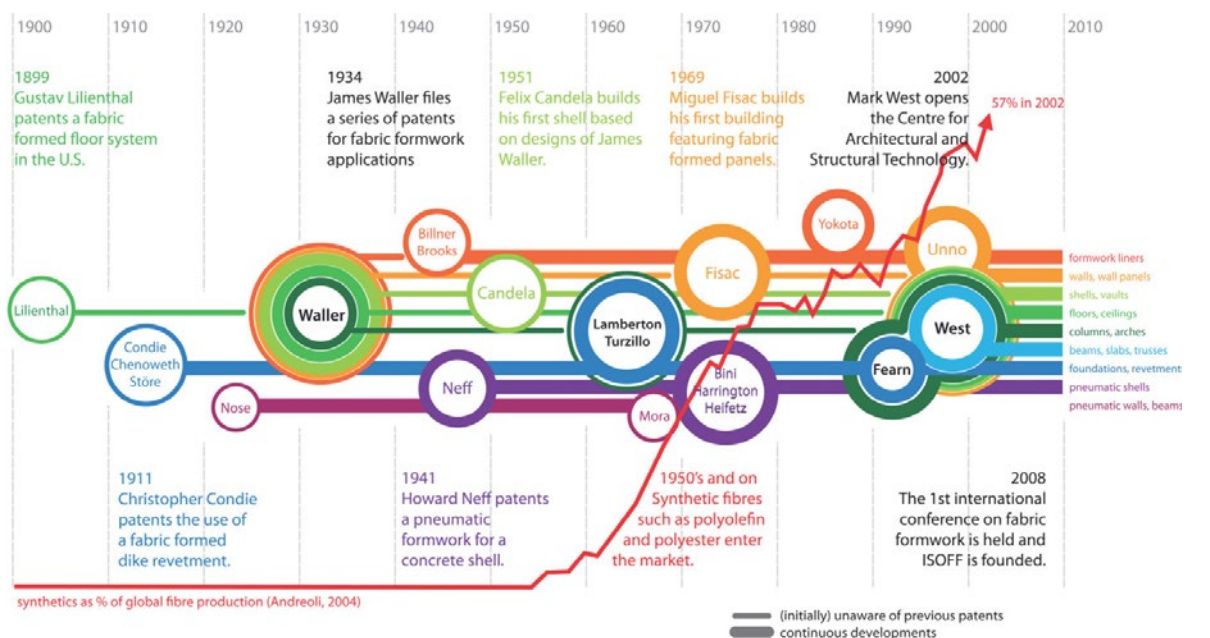 1900 1910 1920 1930 1940 1950 1960 1970 1980 1990 2000 2010
1899
Gustav Lilienthal
patents a fabric
formed floor system
in the U.S.
1934
James Waller files
a series of patents
for fabric formwork
applications
1951
Felix Candela builds
his first shell based
on designs of James
Waller.
1969
Miguel Fisac builds
his first building
featuring fabric
formed panels.
2002
Mark West opens
the Centre for
Architectural and
Structural Technology.
57% in 2002
Lilienthal
Condie
Chenoweth
Störe
Nose
Waller
Billner
Brooks
Candela
Neff
Lamberton
Turzillo
Mora
Fisac
Bini
Harrington
Heifetz
Yokota
Unno
West
Fearn
formwork liners
walls, wall panels
shells, vaults
floors, ceilings
columns, arches
beams, slabs, trusses
foundations, revetment
pneumatic shells
pneumatic walls, beams
1911
Christopher Condie
patents the use of
a fabric formed
dike revetment.
1941
Howard Neff patents
a pneumatic
formwork for a
concrete shell.
1950's and on
Synthetic fibres
such as polyolefin
and polyester enter
the market.
2008
The 1st international
conference on fabric
formwork is held and
ISOFF is founded.
synthetics as % of global fibre production (Andreoli, 2004)
(initially) unaware of previous patents
continuous developments